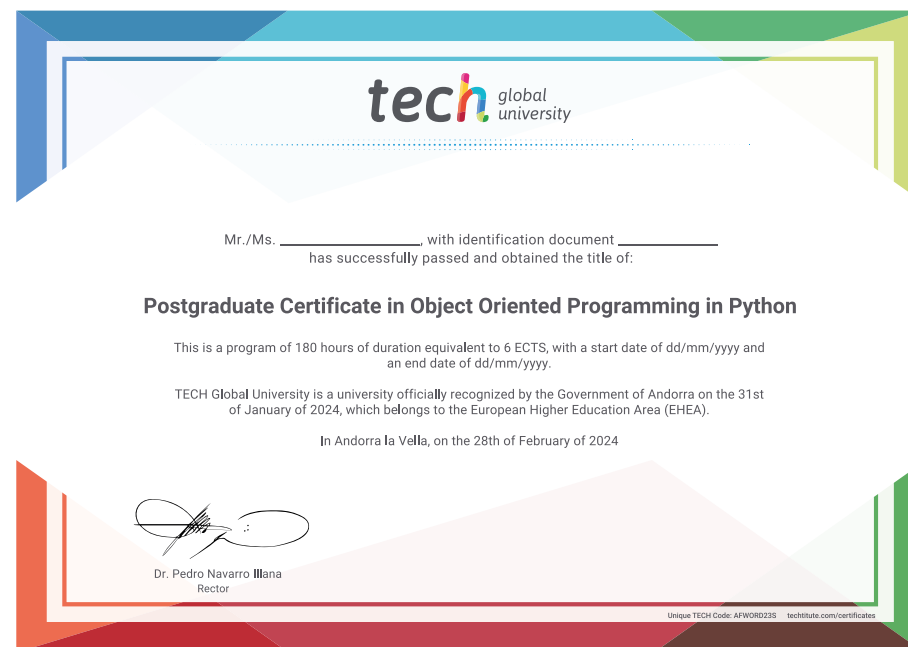 tech global university
Mr./Ms. ____________________, with identification document ______________
has successfully passed and obtained the title of:
Postgraduate Certificate in Object Oriented Programming in Python
This is a program of 180 hours of duration equivalent to 6 ECTS, with a start date of dd/mm/yyyy and
an end date of dd/mm/yyyy.
TECH Global University is a university officially recognized by the Government of Andorra on the 31st
of January of 2024, which belongs to the European Higher Education Area (EHEA).
In Andorra la Vella, on the 28th of February of 2024
Dr. Pedro Navarro Illana
Rector
Unique TECH Code: AFWORD23S techtitute.com/certificates